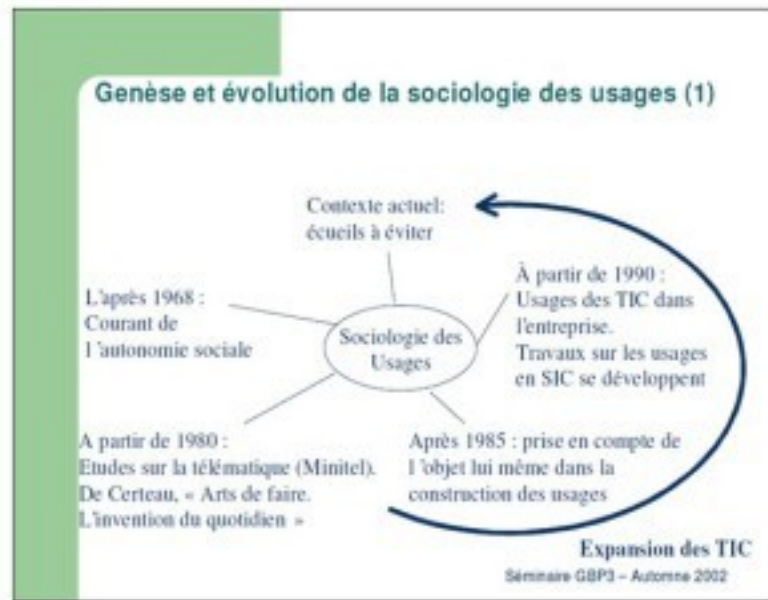 Genèse et évolution de la sociologie des usages (1)
Contexte actuel:
écueils à éviter
À partir de 1990 :
Usages des TIC dans
l'entreprise.
Travaux sur les usages
en SIC se développent
L'après 1968 :
Courant de
l 'autonomie sociale
Sociologie des
Usages
A partir de 1980 :
Etudes sur la télématique (Minitel).
De Certeau, « Arts de faire.
L'invention du quotidien »
Après 1985 : prise en compte de
l 'objet lui même dans la
construction des usages
Expansion des TIC
Séminaire GBP3 – Automne 2002